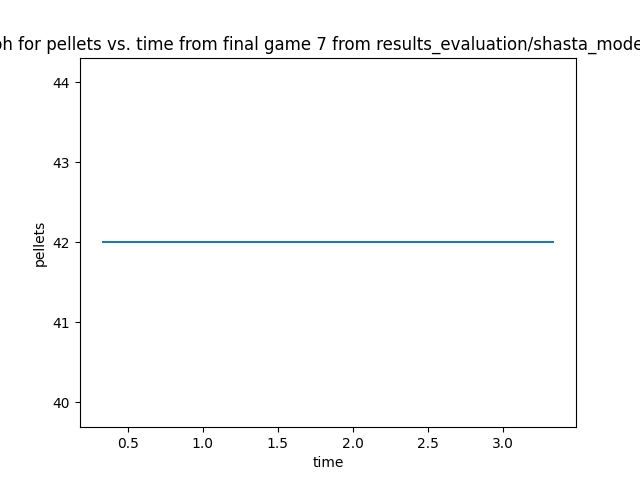 for pellets vs. time from final game 7 from results_evaluation/shasta_mode
44
43
42
41
40
pellets
0.5 1.0 1.5 2.0 2.5 3.0
time